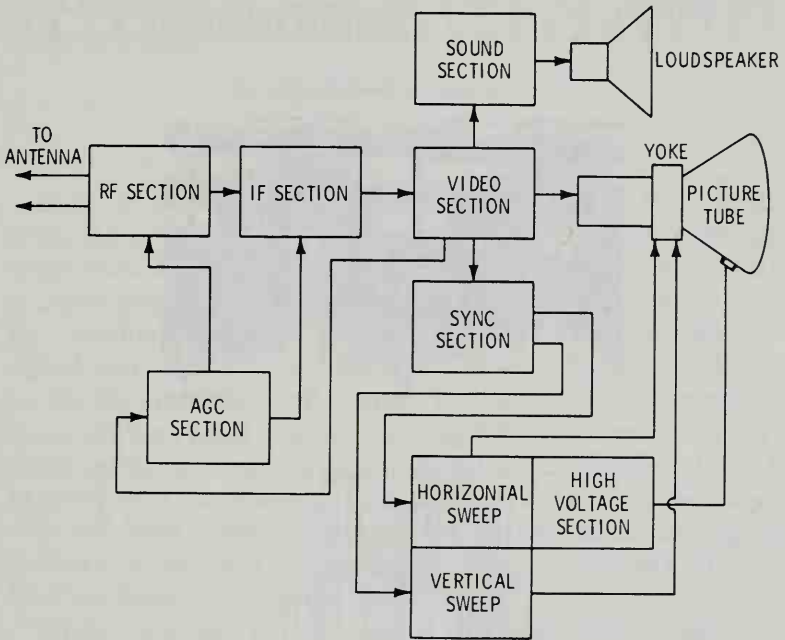 SOUND
SECTION
LOUDSPEAKER
TO
ANTENNA
RF SECTION
IF SECTION
VIDEO
SECTION
YOKE
PICTURE
TUBE
SYNC
SECTION
AGC
SECTION
HORIZONTAL
SWEEP
HIGH
VOLTAGE
SECTION
VERTICAL
SWEEP